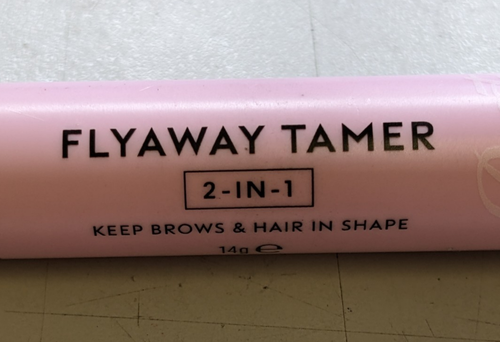 FLYAWAY TAMER
2-IN-1
KEEP BROWS & HAIR IN SHAPE
14g ℮